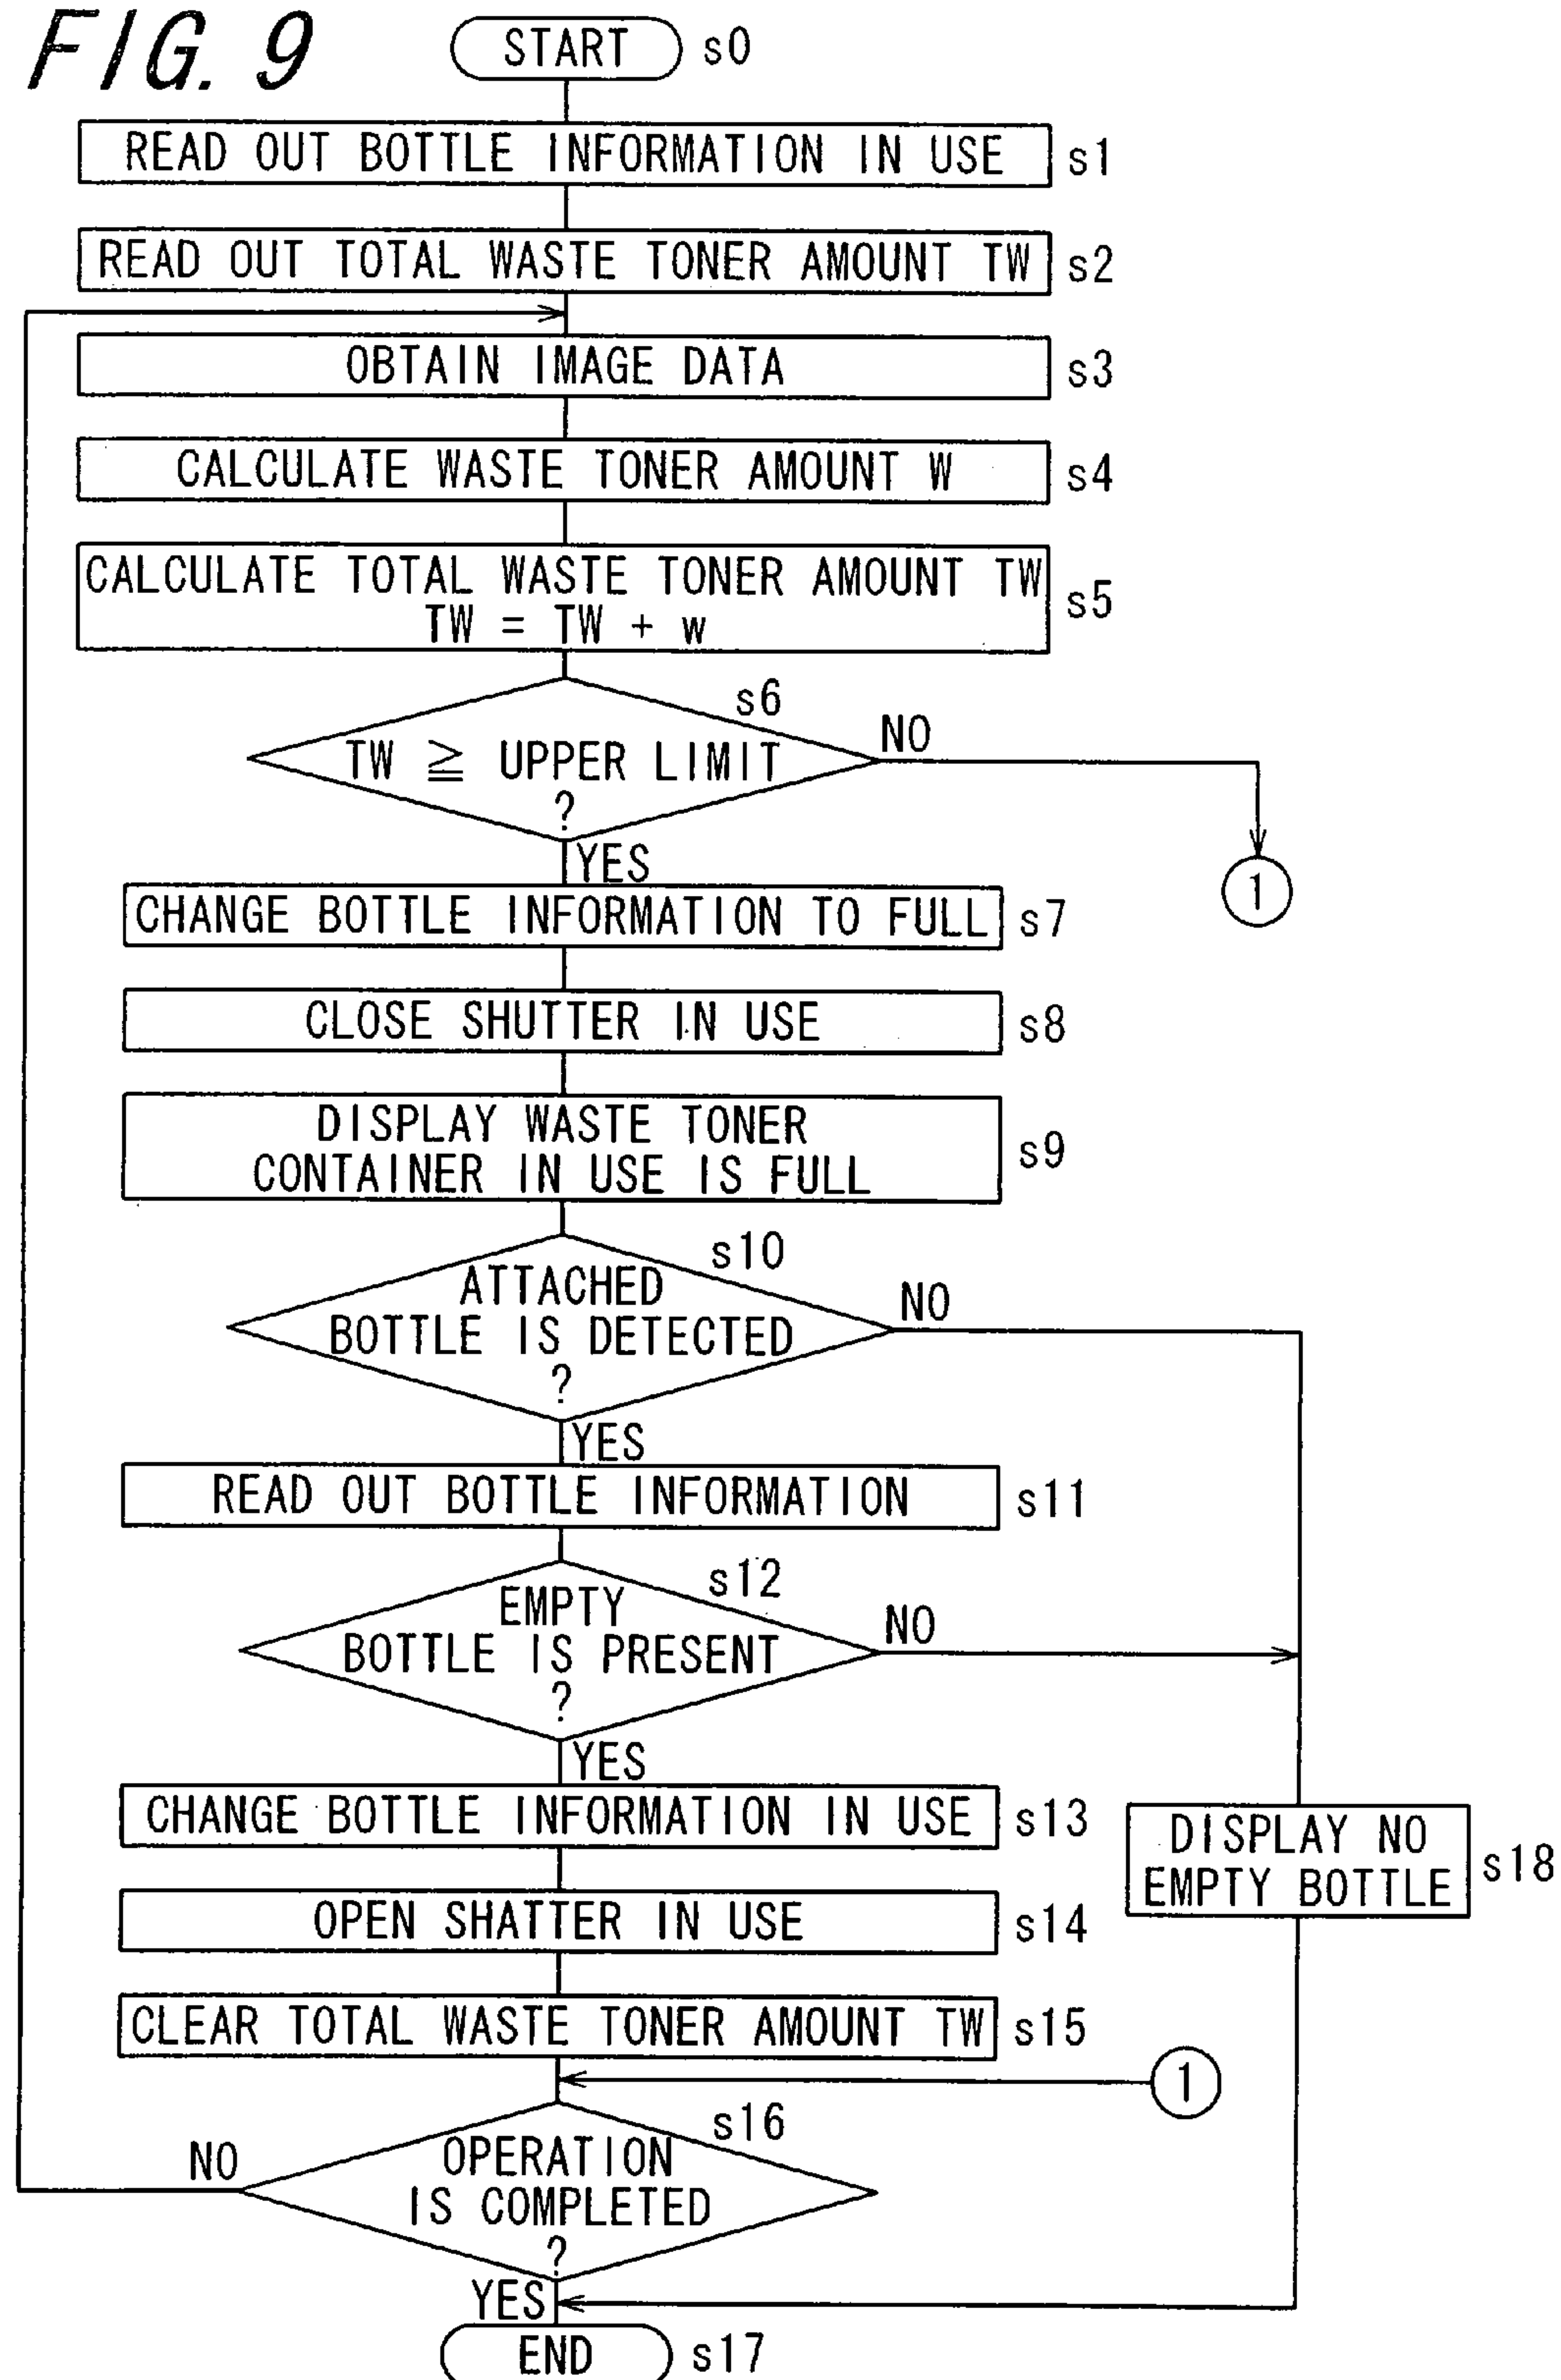 FIG. 9
START s0
READ OUT BOTTLE INFORMATION IN USE s1
READ OUT TOTAL WASTE TONER AMOUNT TW s2
OBTAIN IMAGE DATA s3
CALCULATE WASTE TONER AMOUNT W s4
CALCULATE TOTAL WASTE TONER AMOUNT TW
TW = TW + w
s5
s6
TW ≧ UPPER LIMIT
?
NO
1
YES
CHANGE BOTTLE INFORMATION TO FULL s7
CLOSE SHUTTER IN USE s8
DISPLAY WASTE TONER
CONTAINER IN USE IS FULL
s9
s10
ATTACHED
BOTTLE IS DETECTED
?
NO
YES
READ OUT BOTTLE INFORMATION s11
s12
EMPTY
BOTTLE IS PRESENT
?
NO
YES
CHANGE BOTTLE INFORMATION IN USE s13
DISPLAY NO
EMPTY BOTTLE
s18
OPEN SHATTER IN USE s14
CLEAR TOTAL WASTE TONER AMOUNT TW s15
1
s16
OPERATION
IS COMPLETED
?
NO
YES
END s17